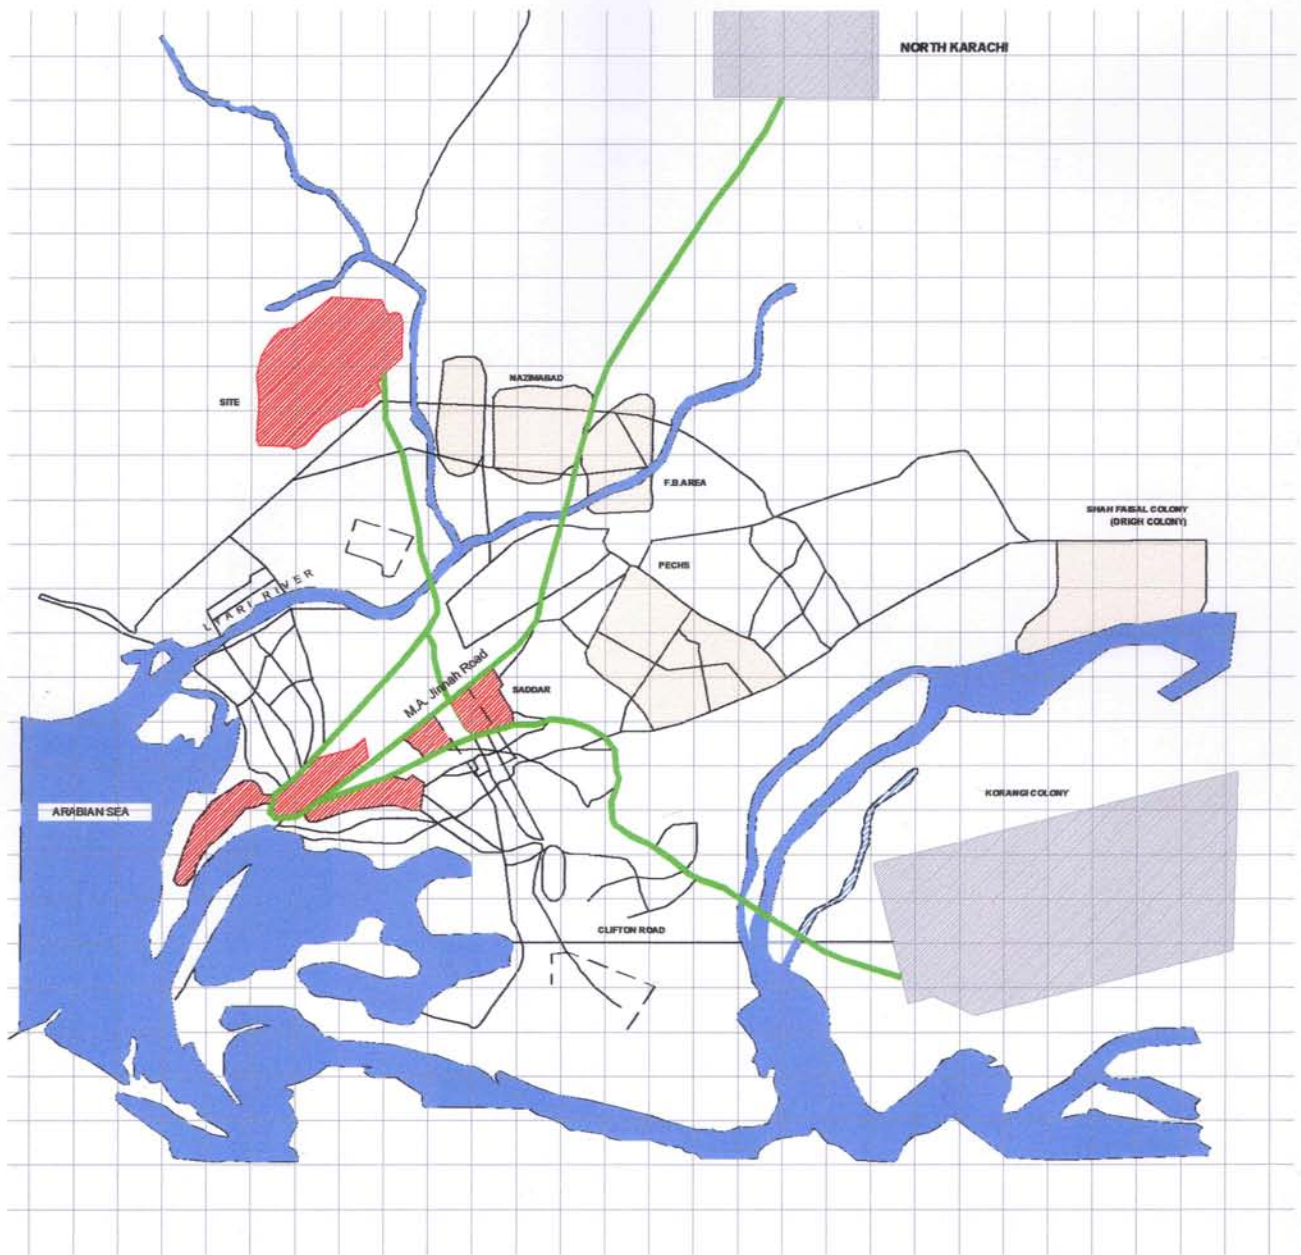 NORTH KARACHI
NAZIMABAD
SITE
F.B.AREA
SHAH FAISAL COLONY
(DRIGH COLONY)
PECHS
LYARI RIVER
M.A. Jinnah Road
SADDAR
KORANGI COLONY
ARABIAN SEA
CLIFTON ROAD